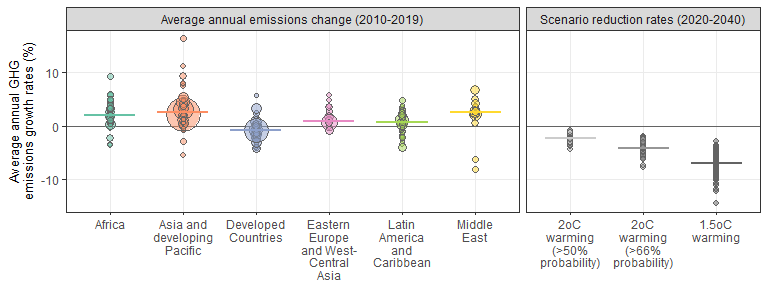 Average annual emissions change (2010-2019)
Scenario reduction rates (2020-2040)
Average annual GHG
emissions growth rates (%)
10
0
-10
Africa
Asia and
developing
Pacific
Developed
Countries
Eastern
Europe
and West-
Central
Asia
Latin
America
and
Caribbean
Middle
East
2oC
warming
(>50%
probability)
2oC
warming
(>66%
probability)
1.5oC
warming